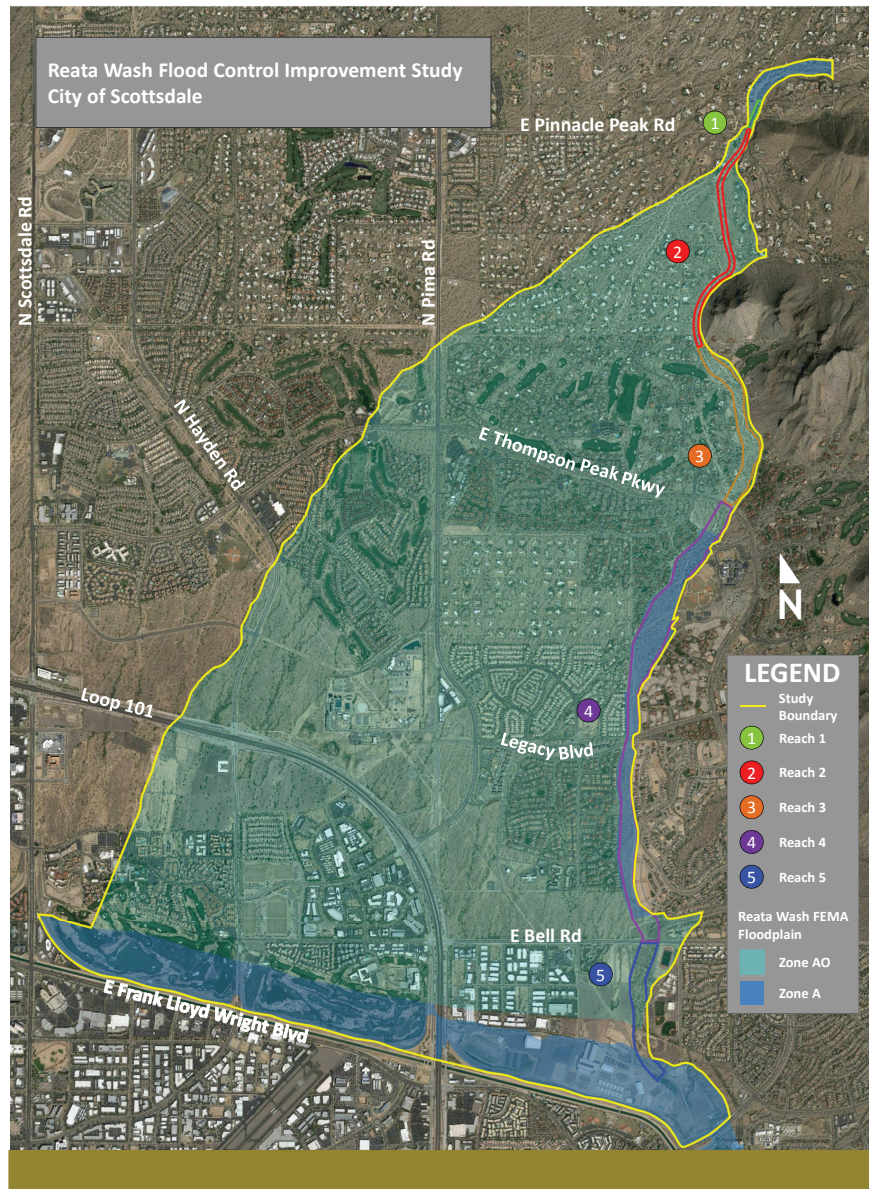 Reata Wash Flood Control Improvement Study
City of Scottsdale
E Pinnacle Peak Rd
1
N Scottsdale Rd
N Pima Rd
2
N Hayden Rd
E Thompson Peak Pkwy
3
N
Loop 101
4
Legacy Blvd
E Bell Rd
5
E Frank Lloyd Wright Blvd
LEGEND
Study
Boundary
1 Reach 1
2 Reach 2
3 Reach 3
4 Reach 4
5 Reach 5
Reata Wash FEMA
Floodplain
Zone AO
Zone A